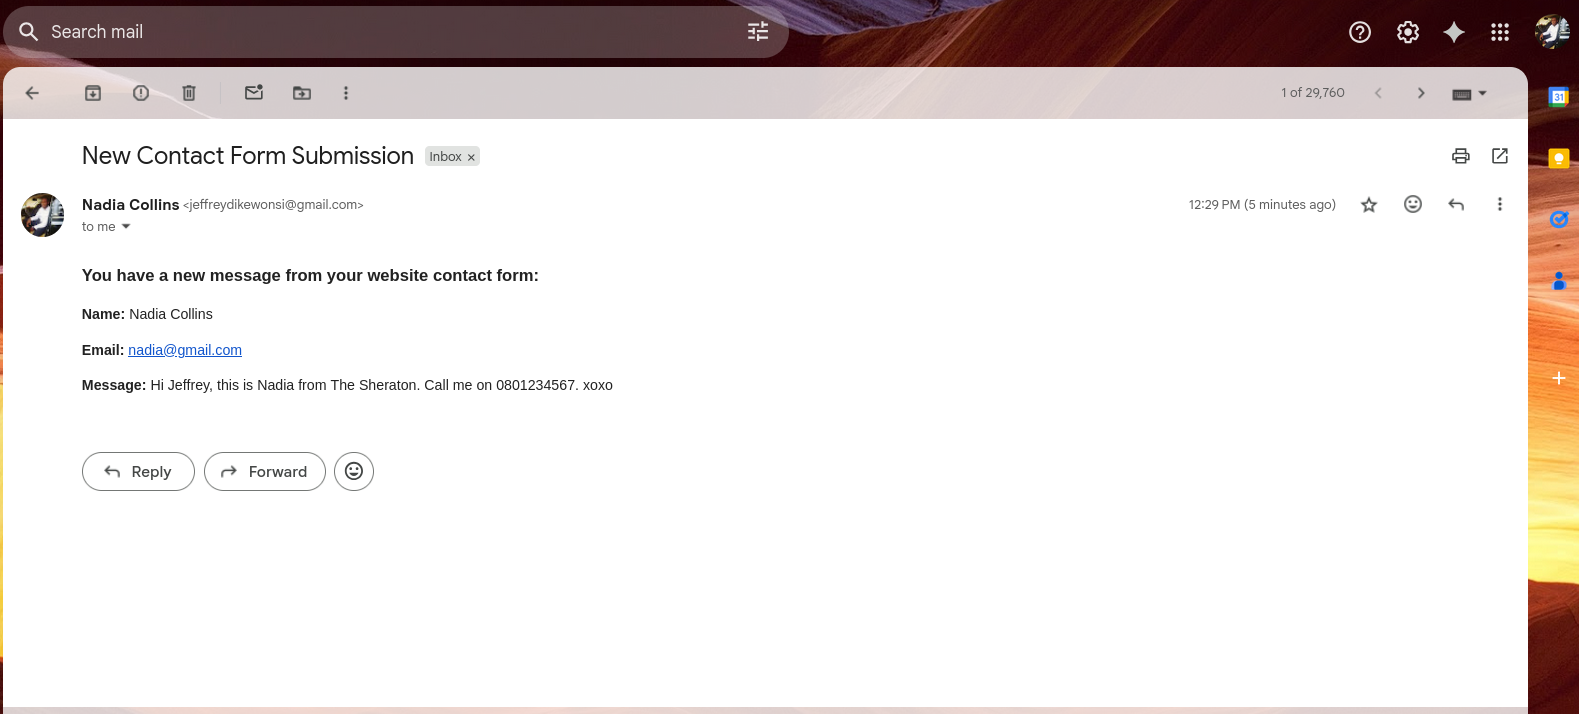 Search mail
1 of 29,760
31
New Contact Form Submission
Inbox ×
Nadia Collins <jeffreydikewonsi@gmail.com>
12:29 PM (5 minutes ago)
to me
You have a new message from your website contact form:
Name: Nadia Collins
Email: nadia@gmail.com
Message: Hi Jeffrey, this is Nadia from The Sheraton. Call me on 0801234567. xoxo
Reply
Forward